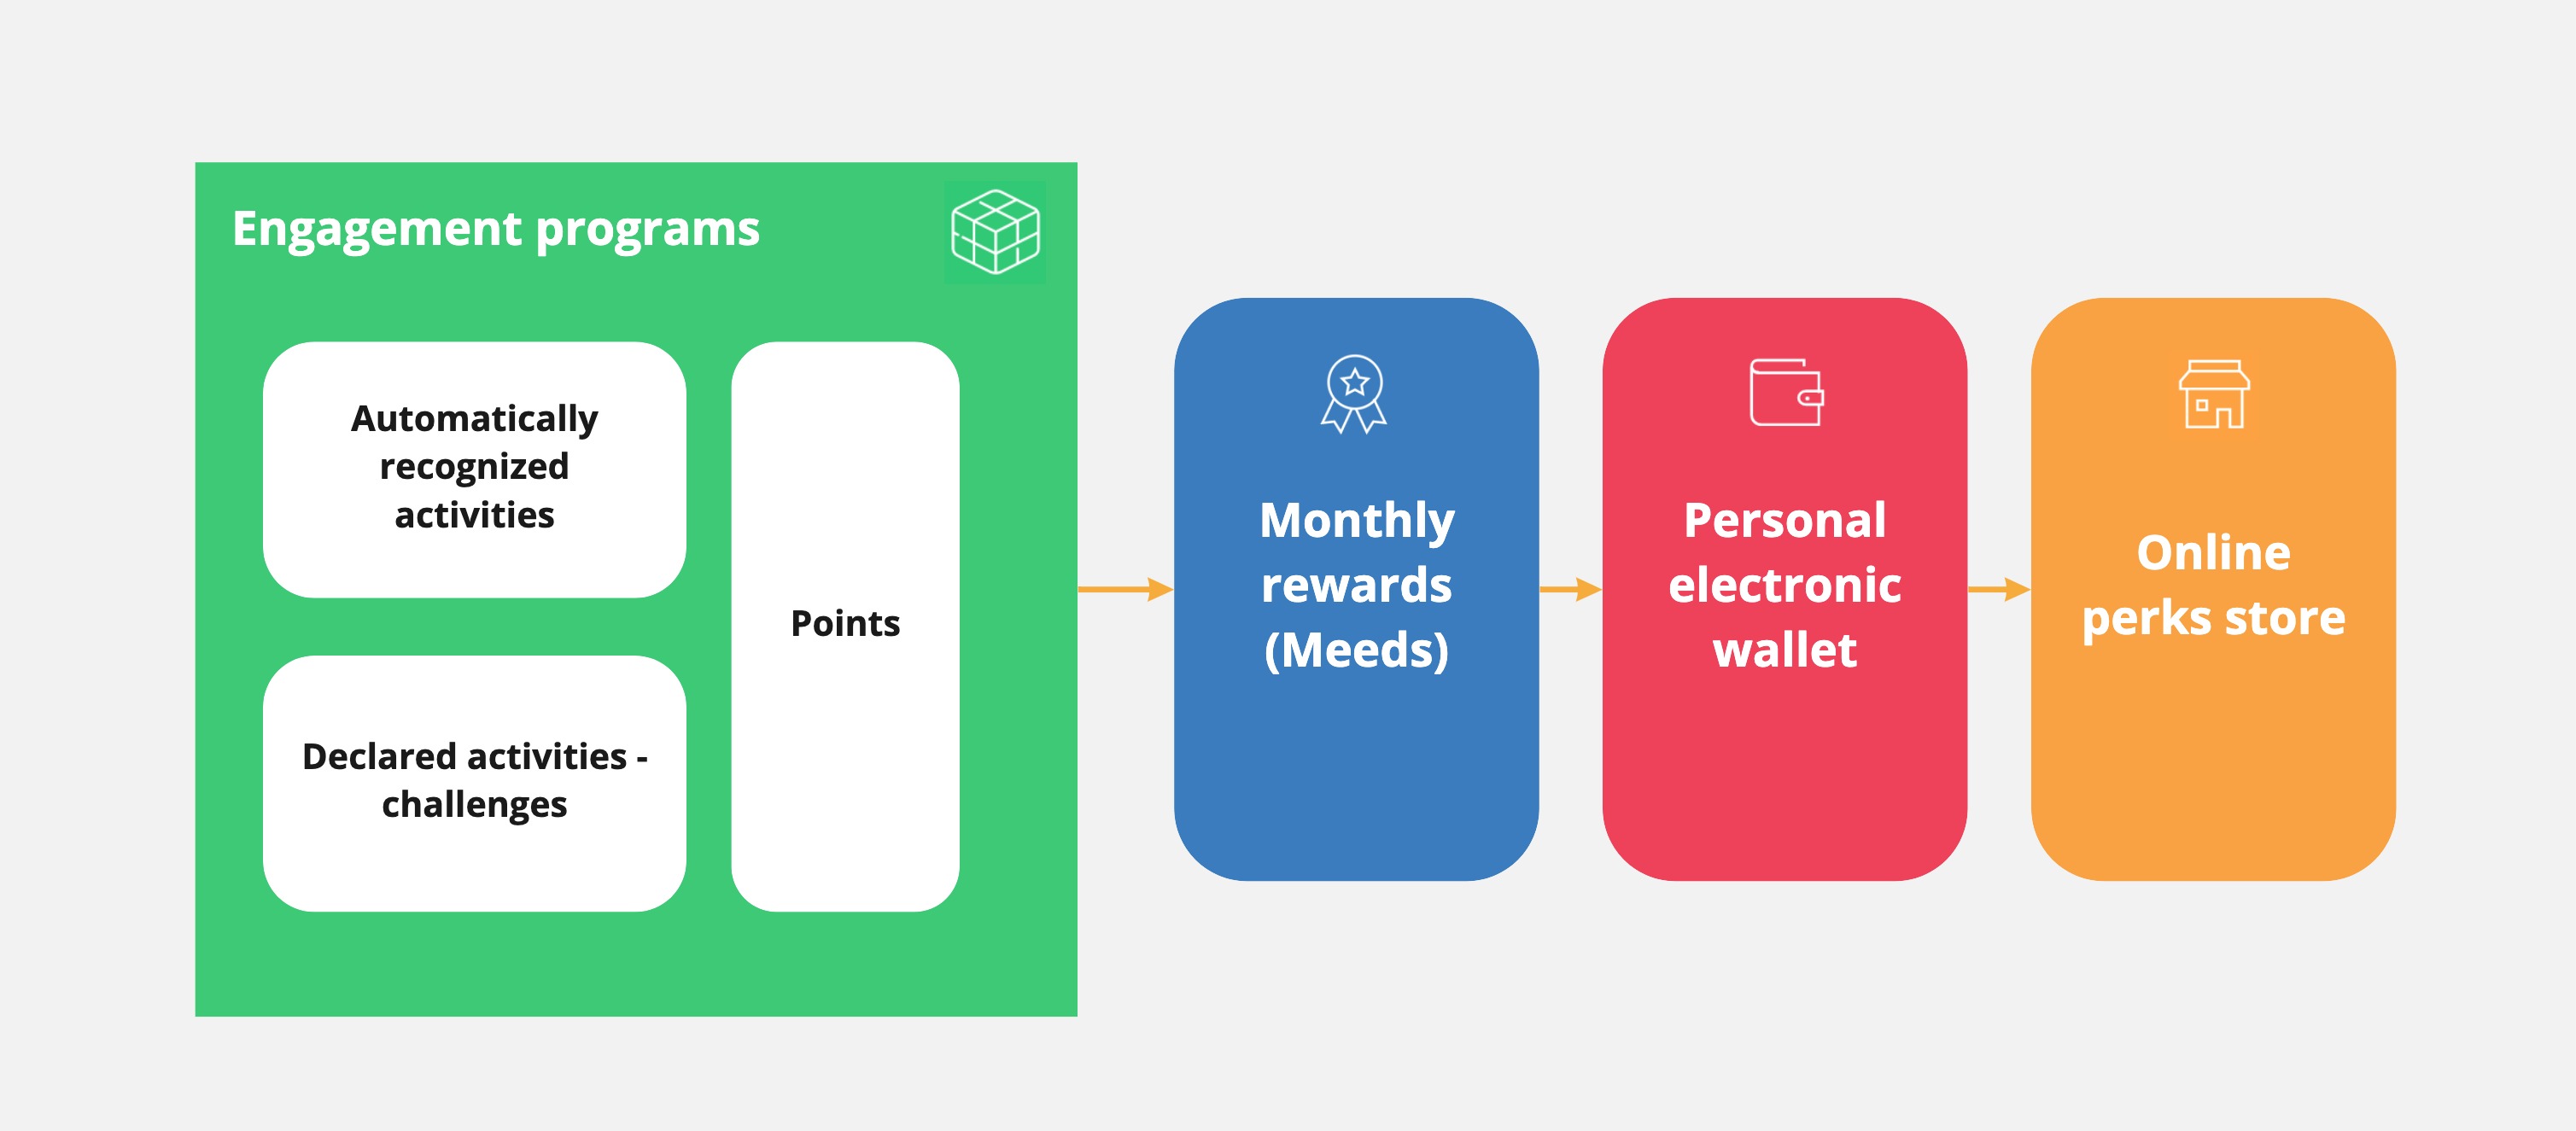 Engagement programs
Automatically
recognized
activities
Declared activities -
challenges
Points
Monthly
rewards
(Meeds)
Personal
electronic
wallet
Online
perks store